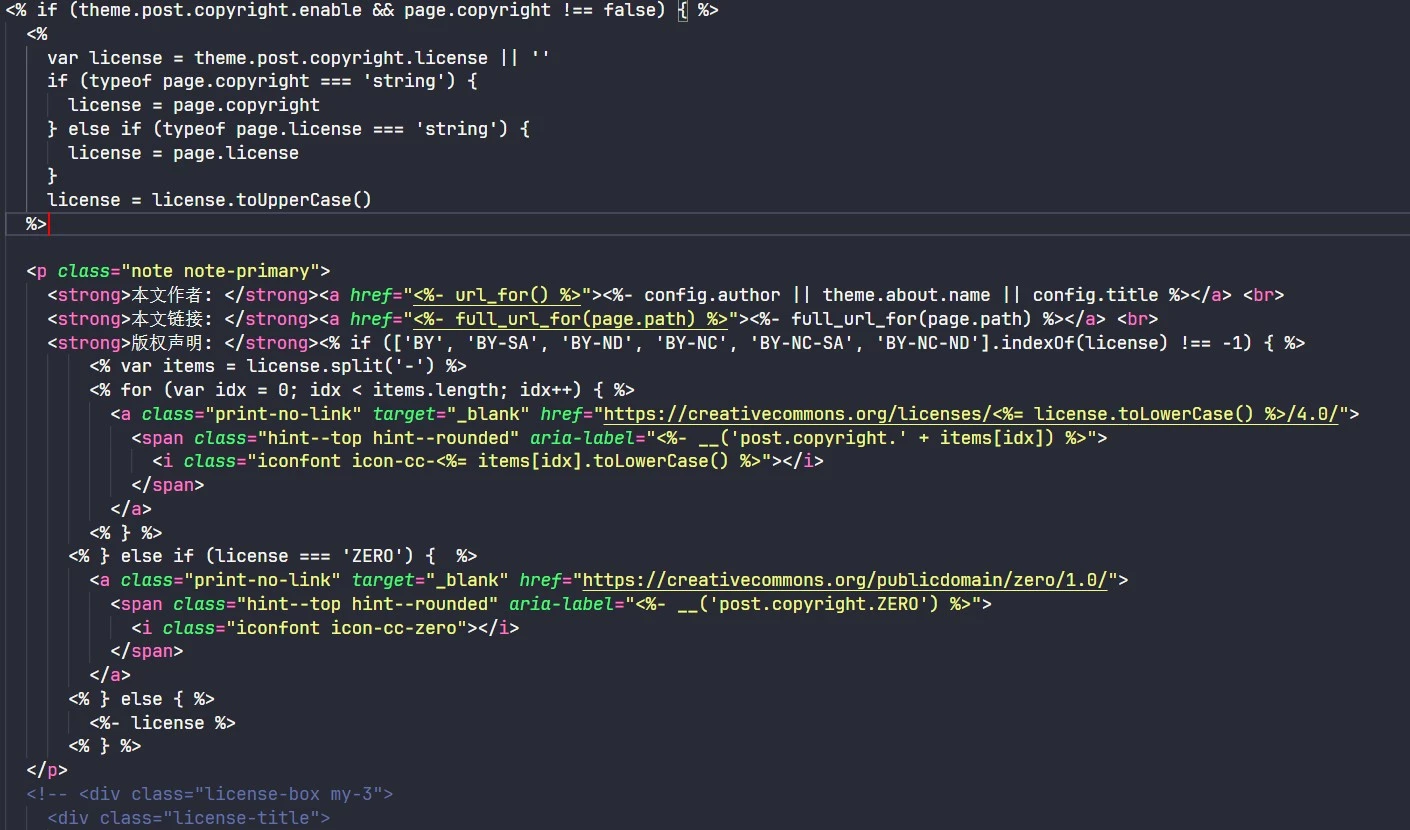 <% if (theme.post.copyright.enable && page.copyright !== false) { %>
<%
var license = theme.post.copyright.license || ''
if (typeof page.copyright === 'string') {
license = page.copyright
} else if (typeof page.license === 'string') {
license = page.license
}
license = license.toUpperCase()
%>
<p class="note note-primary">
<strong>本文作者: </strong><a href="<%- url_for() %>"><%- config.author || theme.about.name || config.title %></a> <br>
<strong>本文链接: </strong><a href="<%- full_url_for(page.path) %>"><%- full_url_for(page.path) %></a> <br>
<strong>版权声明: </strong><% if (['BY', 'BY-SA', 'BY-ND', 'BY-NC', 'BY-NC-SA', 'BY-NC-ND'].indexOf(license) !== -1) { %>
<% var items = license.split('-') %>
<% for (var idx = 0; idx < items.length; idx++) { %>
<a class="print-no-link" target="_blank" href="https://creativecommons.org/licenses/<%= license.toLowerCase() %>/4.0/">
<span class="hint--top hint--rounded" aria-label="<%- __('post.copyright.' + items[idx]) %>">
<i class="iconfont icon-cc-<%= items[idx].toLowerCase() %>"></i>
</span>
</a>
<% } %>
<% } else if (license === 'ZERO') {  %>
<a class="print-no-link" target="_blank" href="https://creativecommons.org/publicdomain/zero/1.0/">
<span class="hint--top hint--rounded" aria-label="<%- __('post.copyright.ZERO') %>">
<i class="iconfont icon-cc-zero"></i>
</span>
</a>
<% } else { %>
<%- license %>
<% } %>
</p>
<!-- <div class="license-box my-3">
<div class="license-title">